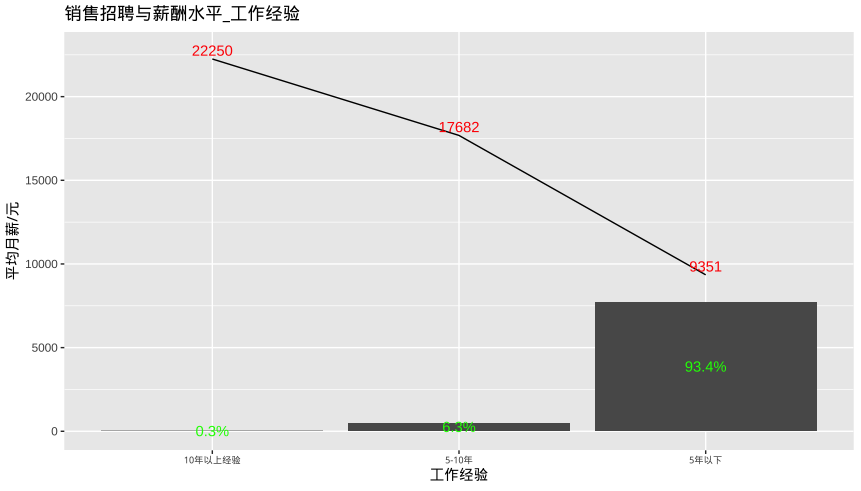 销售招聘与薪酬水平_工作经验
22250
20000
17682
15000
平均月薪/元
10000
9351
5000
93.4%
0
0.3%
6.3%
10年以上经验
5-10年
5年以下
工作经验